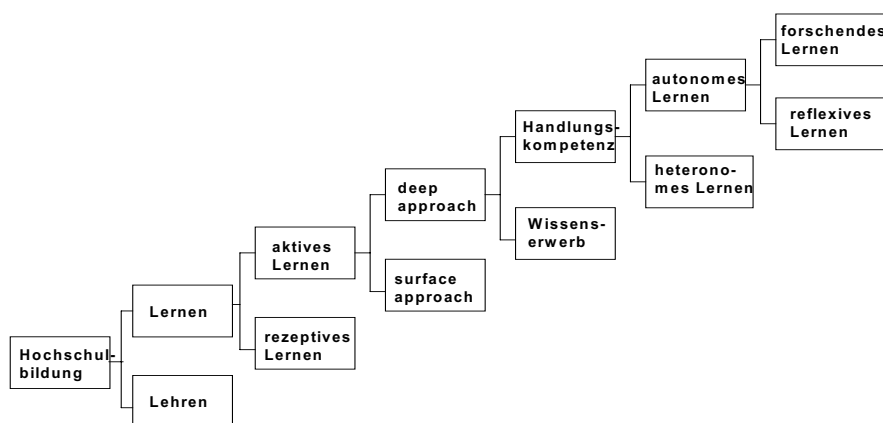 forschendes
Lernen
autonomes
Lernen
reflexives
Lernen
Handlungs-
kompetenz
heterono-
mes Lernen
deep
approach
Wissens-
erwerb
aktives
Lernen
surface
approach
Lernen
rezeptives
Lernen
Hochschul-
bildung
Lehren